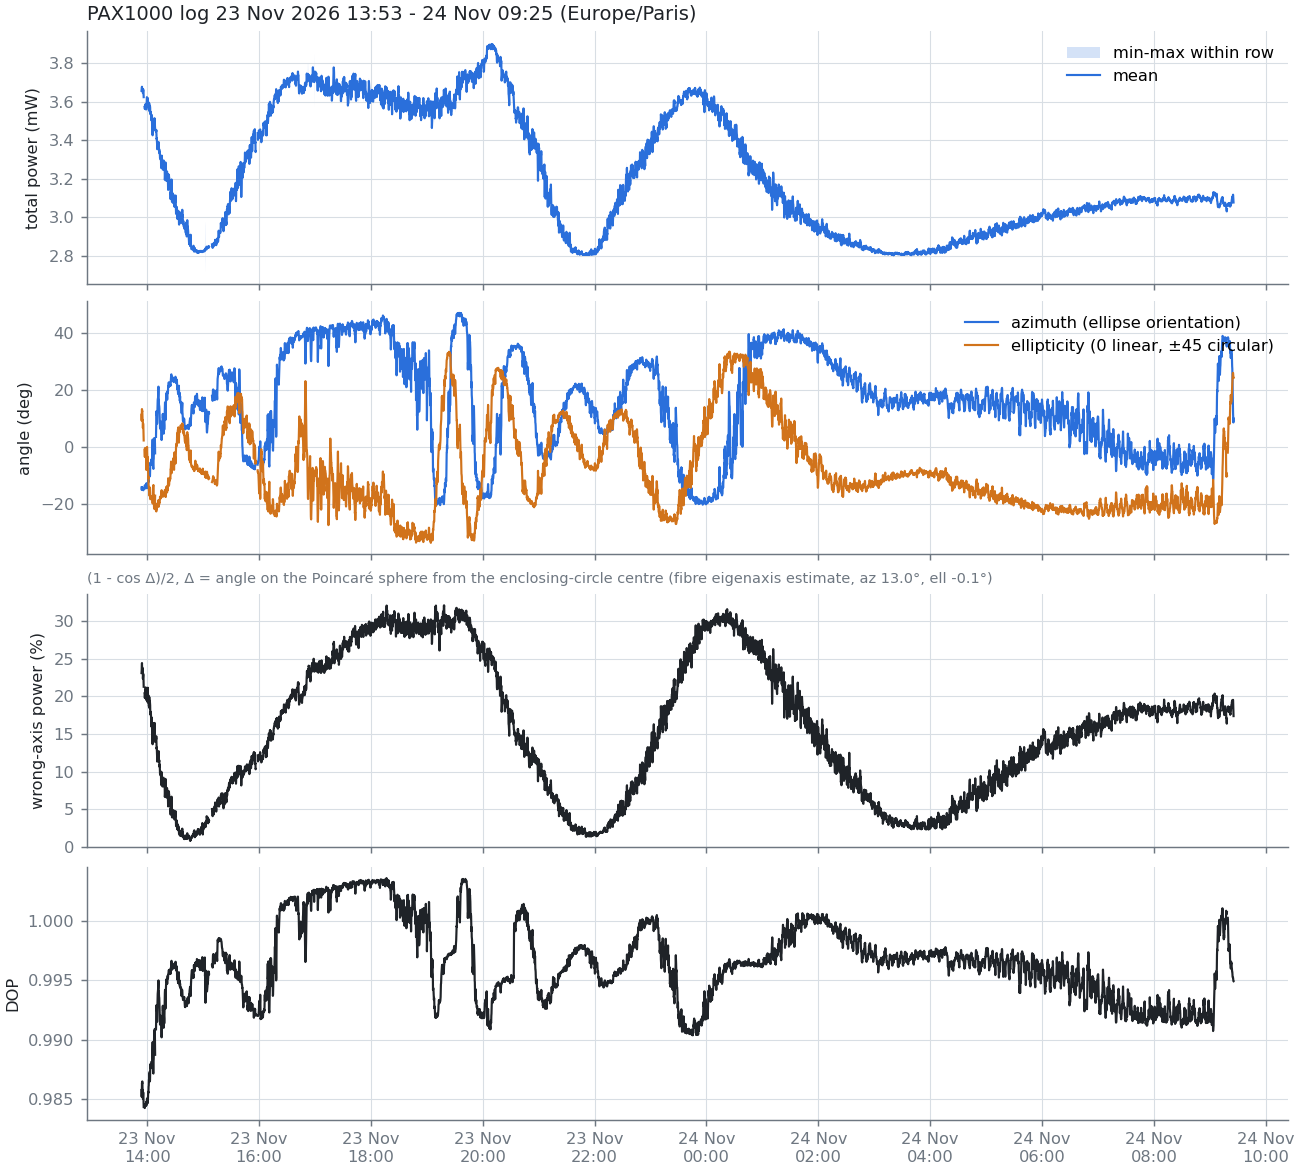 PAX1000 log 23 Nov 2026 13:53 - 24 Nov 09:25 (Europe/Paris)
total power (mW)
3.8
3.6
3.4
3.2
3.0
2.8
min-max within row
mean
angle (deg)
40
20
0
−20
azimuth (ellipse orientation)
ellipticity (0 linear, ±45 circular)
(1 - cos Δ)/2, Δ = angle on the Poincaré sphere from the enclosing-circle centre (fibre eigenaxis estimate, az 13.0°, ell -0.1°)
wrong-axis power (%)
30
25
20
15
10
5
0
DOP
1.000
0.995
0.990
0.985
23 Nov 14:00
23 Nov 16:00
23 Nov 18:00
23 Nov 20:00
23 Nov 22:00
24 Nov 00:00
24 Nov 02:00
24 Nov 04:00
24 Nov 06:00
24 Nov 08:00
24 Nov 10:00